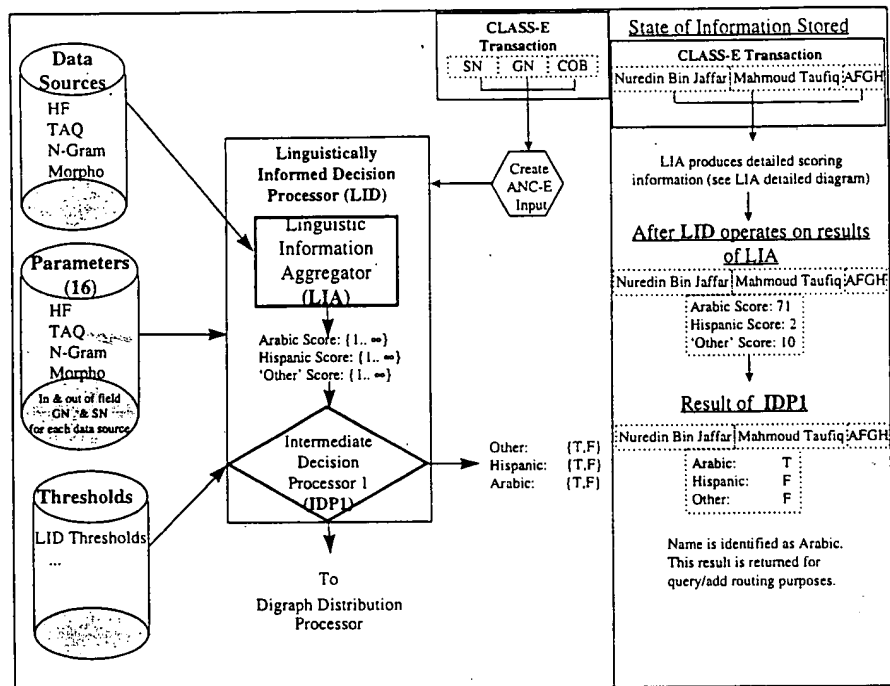 Data
Sources
HF
TAQ
N-Gram
Morpho
Parameters
(16)
HF
TAQ
N-Gram
Morpho
In & out of field
GN & SN
for each data source
Thresholds
LID Thresholds
...
CLASS-E
Transaction
SN GN COB
Create
ANC-E
Input
Linguistically
Informed Decision
Processor (LID)
Linguistic
Information
Aggregator
(LIA)
Arabic Score: {1.. ∞}
Hispanic Score: {1.. ∞}
'Other' Score: {1.. ∞}
Intermediate
Decision
Processor 1
(IDP1)
Other: {T,F}
Hispanic: {T,F}
Arabic: {T,F}
To
Digraph Distribution
Processor
State of Information Stored
CLASS-E Transaction
Nuredin Bin Jaffar Mahmoud Taufiq AFGH
LIA produces detailed scoring
information (see LIA detailed diagram)
After LID operates on results
of LIA
Nuredin Bin Jaffar Mahmoud Taufiq AFGH
Arabic Score: 71
Hispanic Score: 2
'Other' Score: 10
Result of IDP1
Nuredin Bin Jaffar Mahmoud Taufiq AFGH
Arabic: T
Hispanic: F
Other: F
Name is identified as Arabic.
This result is returned for
query/add routing purposes.